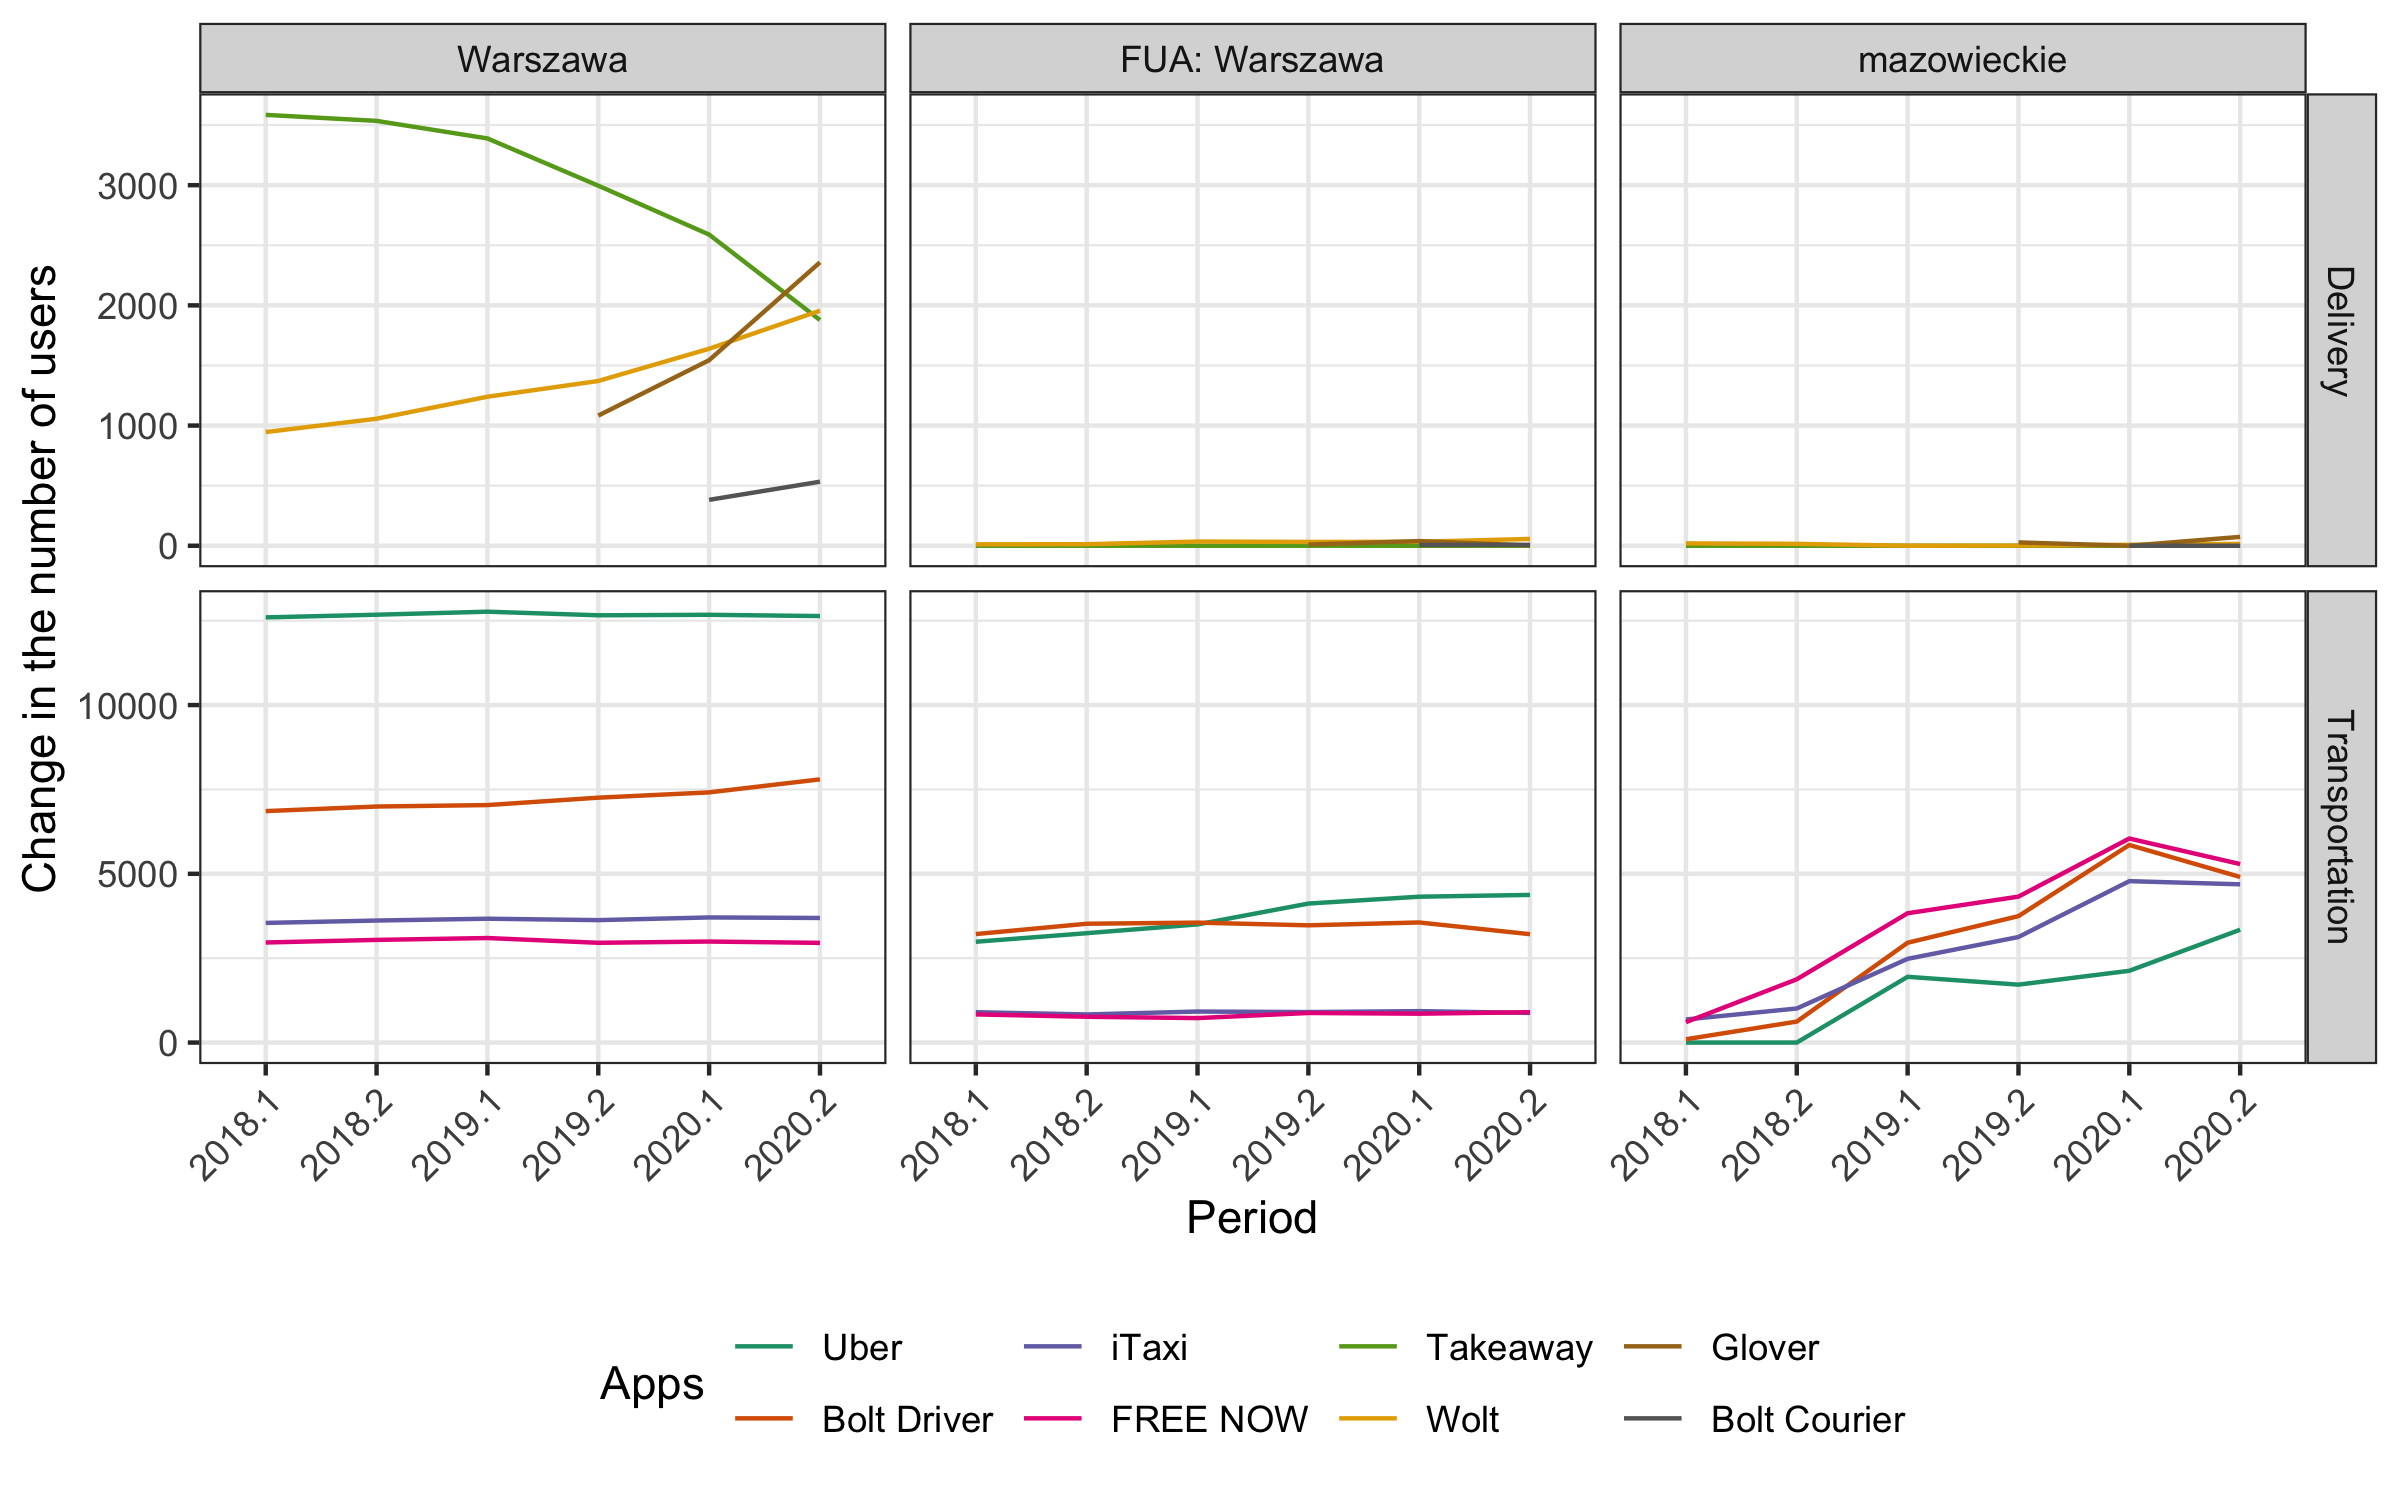 Warszawa
FUA: Warszawa
mazowieckie
Change in the number of users
3000
2000
1000
0
Delivery
10000
5000
0
Transportation
2018.1
2018.2
2019.1
2019.2
2020.1
2020.2
2018.1
2018.2
2019.1
2019.2
2020.1
2020.2
2018.1
2018.2
2019.1
2019.2
2020.1
2020.2
Period
Apps
Uber
iTaxi
Takeaway
Glover
Bolt Driver
FREE NOW
Wolt
Bolt Courier